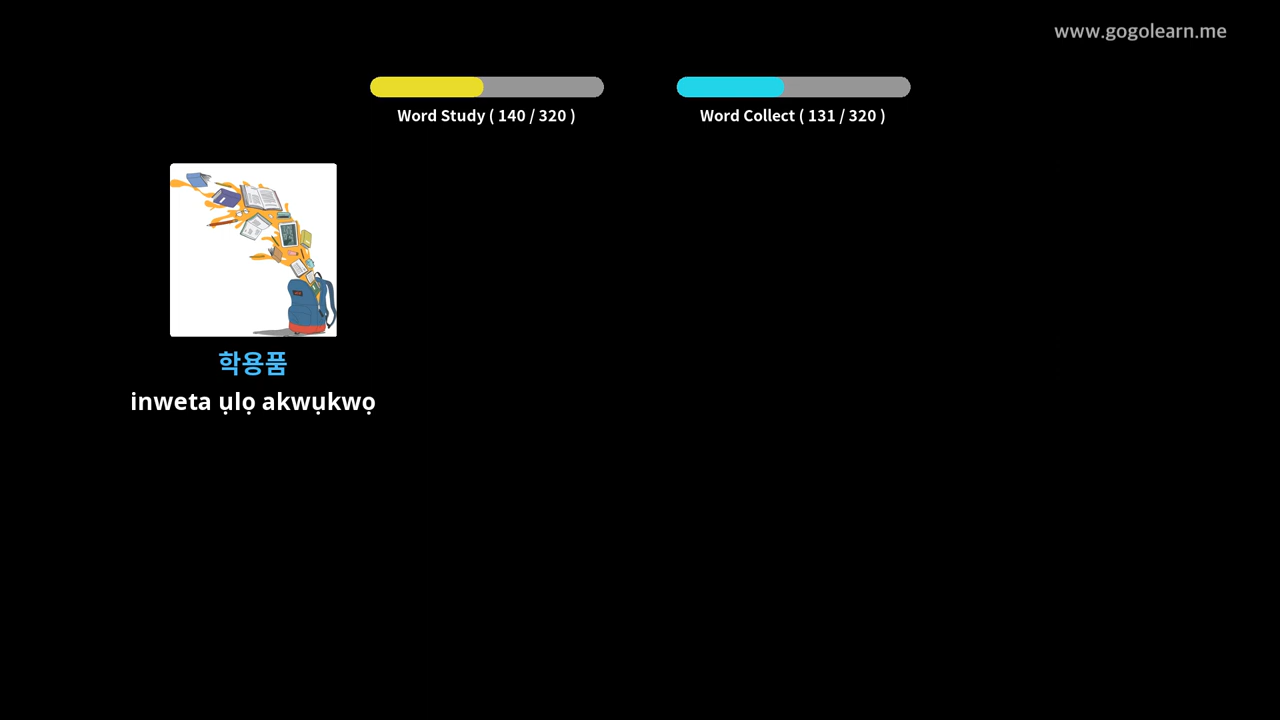 www.gogolearn.me
Word Study ( 140 / 320 )
Word Collect ( 131 / 320 )
학용품
inweta ụlọ akwụkwọ